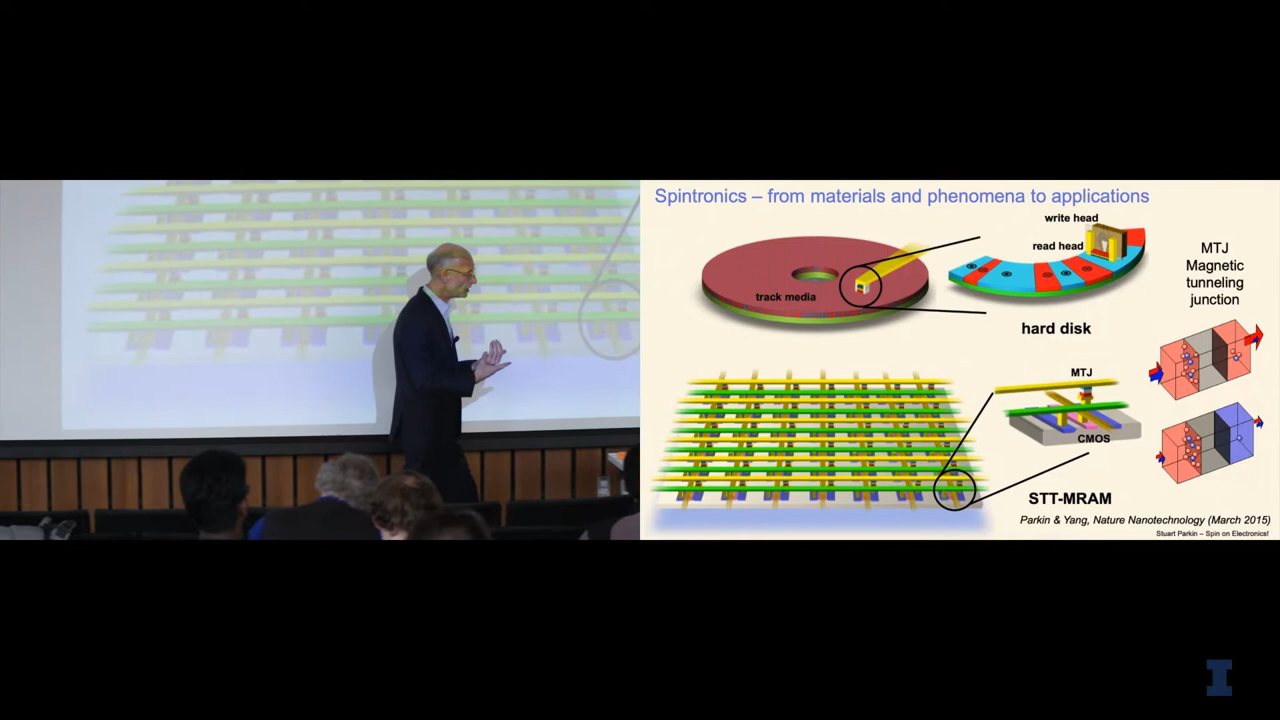 Spintronics – from materials and phenomena to applications
write head
read head
track media
hard disk
MTJ
Magnetic
tunneling
junction
MTJ
CMOS
STT-MRAM
Parkin & Yang, Nature Nanotechnology (March 2015)
Stuart Parkin – Spin on Electronics!
I